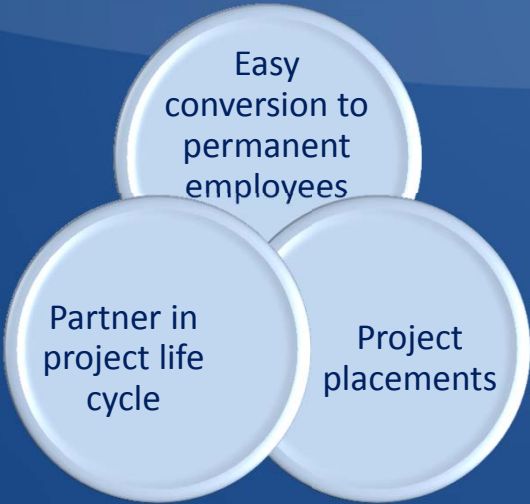 Easy
conversion to
permanent
employees
Partner in
project life
cycle
Project
placements